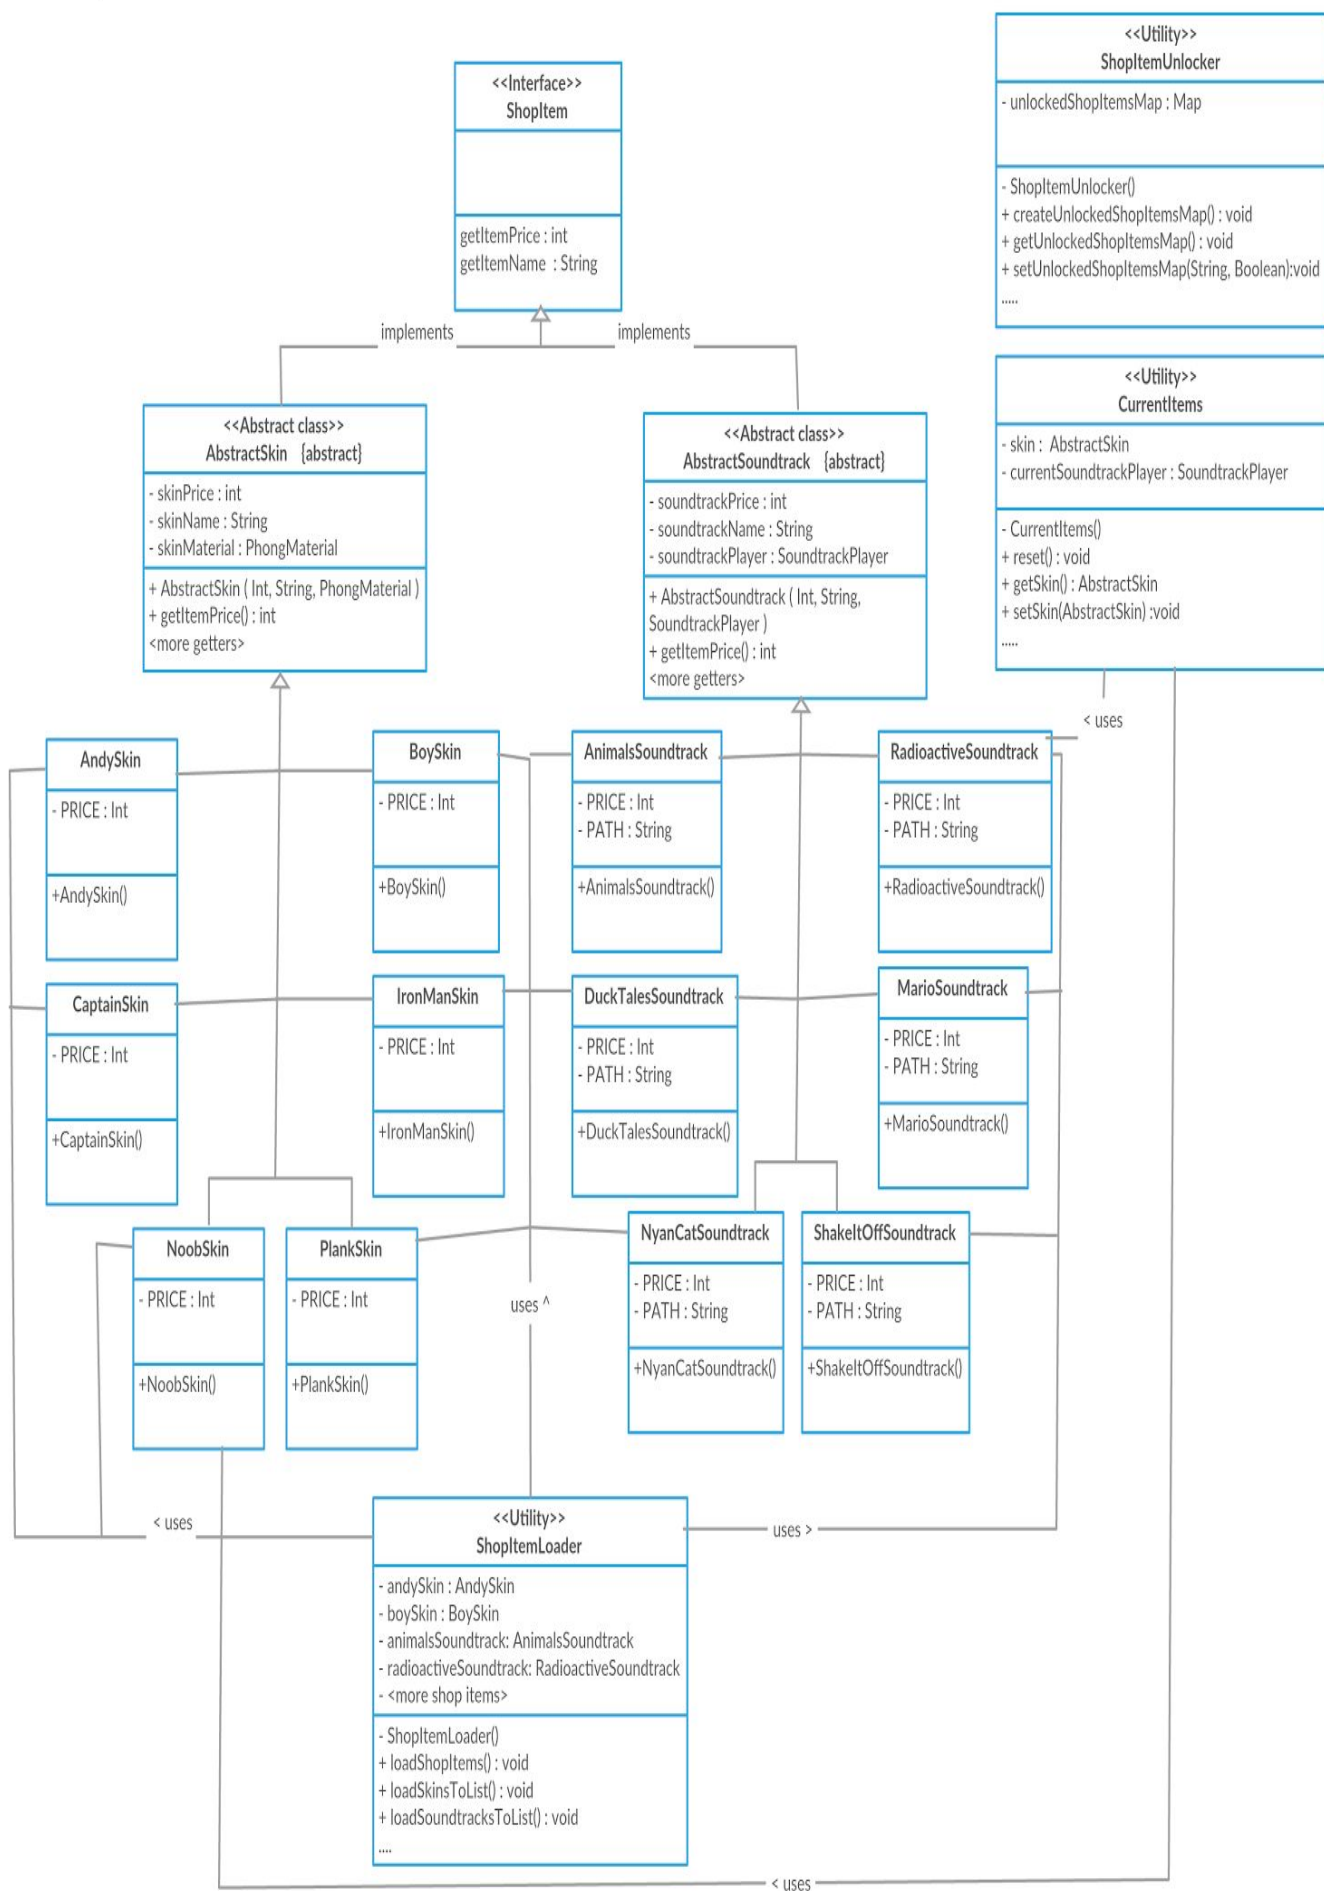 <<Interface>>
ShopItem
getItemPrice : int
getItemName : String
<<Utility>>
ShopItemUnlocker
- unlockedShopItemsMap : Map
- ShopItemUnlocker()
+ createUnlockedShopItemsMap() : void
+ getUnlockedShopItemsMap() : void
+ setUnlockedShopItemsMap(String, Boolean):void
.....
implements
implements
<<Abstract class>>
AbstractSkin {abstract}
- skinPrice : int
- skinName : String
- skinMaterial : PhongMaterial
+ AbstractSkin ( Int, String, PhongMaterial )
+ getItemPrice() : int
<more getters>
<<Abstract class>>
AbstractSoundtrack {abstract}
- soundtrackPrice : int
- soundtrackName : String
- soundtrackPlayer : SoundtrackPlayer
+ AbstractSoundtrack ( Int, String,
SoundtrackPlayer )
+ getItemPrice() : int
<more getters>
<<Utility>>
CurrentItems
- skin : AbstractSkin
- currentSoundtrackPlayer : SoundtrackPlayer
- CurrentItems()
+ reset() : void
+ getSkin() : AbstractSkin
+ setSkin(AbstractSkin) :void
.....
< uses
AndySkin
- PRICE : Int
+AndySkin()
BoySkin
- PRICE : Int
+BoySkin()
AnimalsSoundtrack
- PRICE : Int
- PATH : String
+AnimalsSoundtrack()
RadioactiveSoundtrack
- PRICE : Int
- PATH : String
+RadioactiveSoundtrack()
CaptainSkin
- PRICE : Int
+CaptainSkin()
IronManSkin
- PRICE : Int
+IronManSkin()
DuckTalesSoundtrack
- PRICE : Int
- PATH : String
+DuckTalesSoundtrack()
MarioSoundtrack
- PRICE : Int
- PATH : String
+MarioSoundtrack()
NoobSkin
- PRICE : Int
+NoobSkin()
PlankSkin
- PRICE : Int
+PlankSkin()
uses ^
NyanCatSoundtrack
- PRICE : Int
- PATH : String
+NyanCatSoundtrack()
ShakeItOffSoundtrack
- PRICE : Int
- PATH : String
+ShakeItOffSoundtrack()
< uses
uses >
<<Utility>>
ShopItemLoader
- andySkin : AndySkin
- boySkin : BoySkin
- animalsSoundtrack: AnimalsSoundtrack
- radioactiveSoundtrack: RadioactiveSoundtrack
- <more shop items>
- ShopItemLoader()
+ loadShopItems() : void
+ loadSkinsToList() : void
+ loadSoundtracksToList() : void
....
< uses